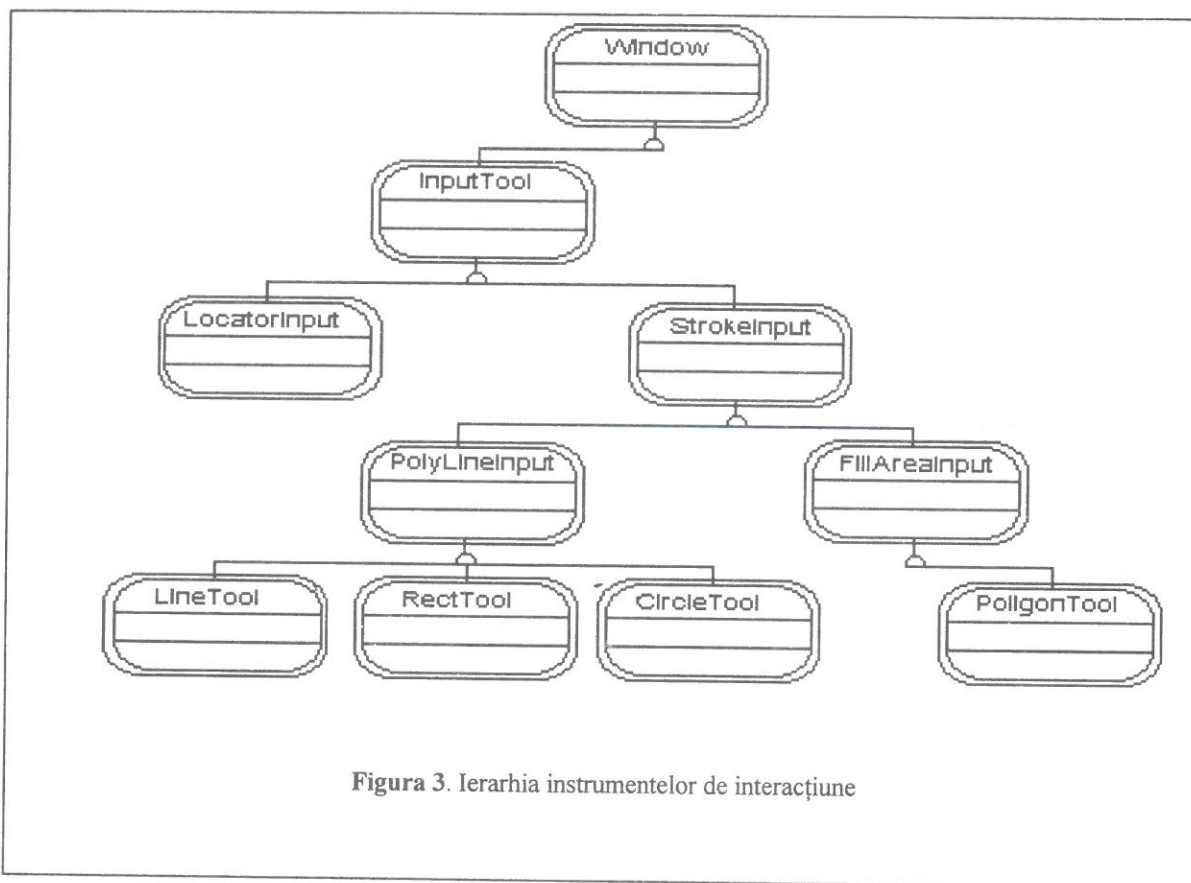 Window
InputTool
LocatorInput
StrokeInput
PolyLineInput
FillAreaInput
LineTool
RectTool
CircleTool
PoligonTool
Figura 3. Ierarhia instrumentelor de interacțiune